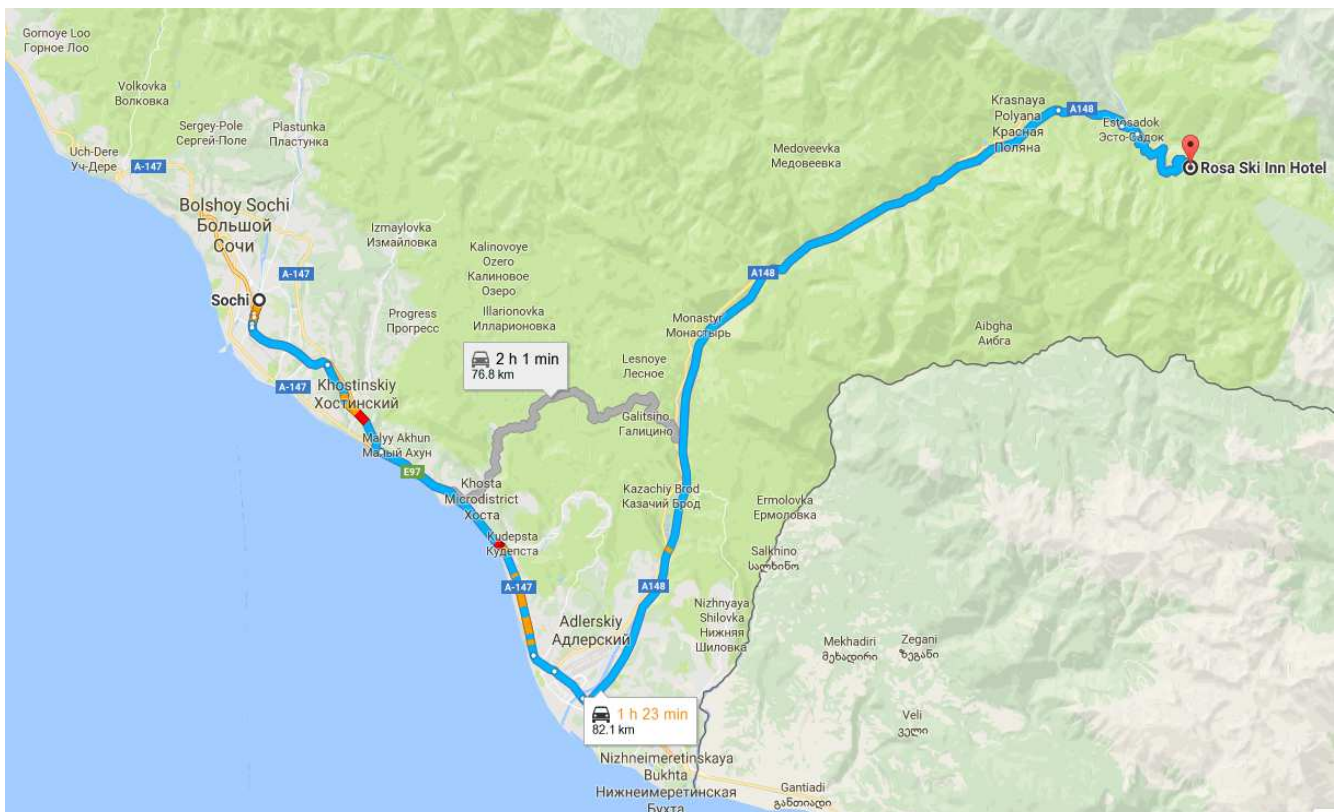 Gornoye Loo
Горное Лоо
Volkovka
Волковка
Sergey-Pole
Сергей-Поле
Plastunka
Пластунка
Uch-Dere
Уч-Дере
A-147
Bolshoy Sochi
Большой
Сочи
Izmaylovka
Измайловка
A-147
Sochi
Kalinovoye
Ozero
Калиновое
Озеро
Progress
Прогресс
Illarionovka
Илларионовка
2 h 1 min
76.8 km
A-147
Khostinskiy
Хостинский
Malyy Akhun
Малый Ахун
E97
Khosta
Microdistrict
Хоста
Kudepsta
Кудепста
A-147
Adlerskiy
Адлерский
1 h 23 min
82.1 km
Nizhneimeretinskaya
Bukhta
Нижнеимеретинская
Бухта
Krasnaya
Polyana
Красная
Поляна
A148
Estosadok
Эсто-Садок
Rosa Ski Inn Hotel
Medoveevka
Медовеевка
A148
Monastyr
Монастырь
Aibgha
Аибга
Lesnoye
Лесное
Galitsino
Галицино
Kazachiy Brod
Казачий Брод
Ermolovka
Ермоловка
Salkhino
სალხინო
A148
Nizhnyaya
Shilovka
Нижняя
Шиловка
Mekhadiri
მეხადირი
Zegani
ზეგანი
Veli
ველი
Gantiadi
განთიადი